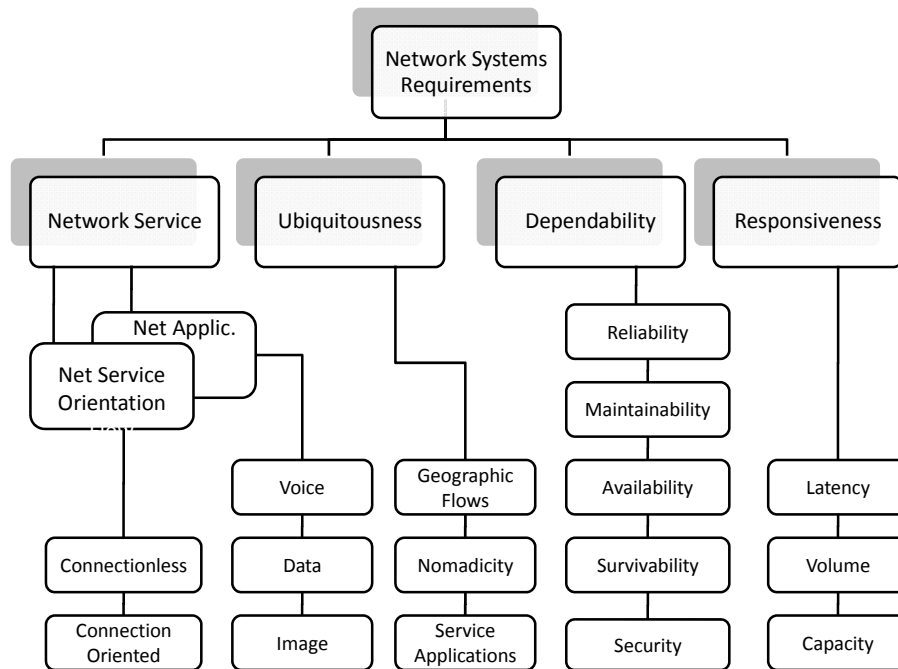 Network Systems
Requirements
Network Service
Ubiquitousness
Dependability
Responsiveness
Net Applic.
Net Service
Orientation
Reliability
Maintainability
Voice
Geographic
Flows
Availability
Latency
Connectionless
Data
Nomadicity
Survivability
Volume
Connection
Oriented
Image
Service
Applications
Security
Capacity